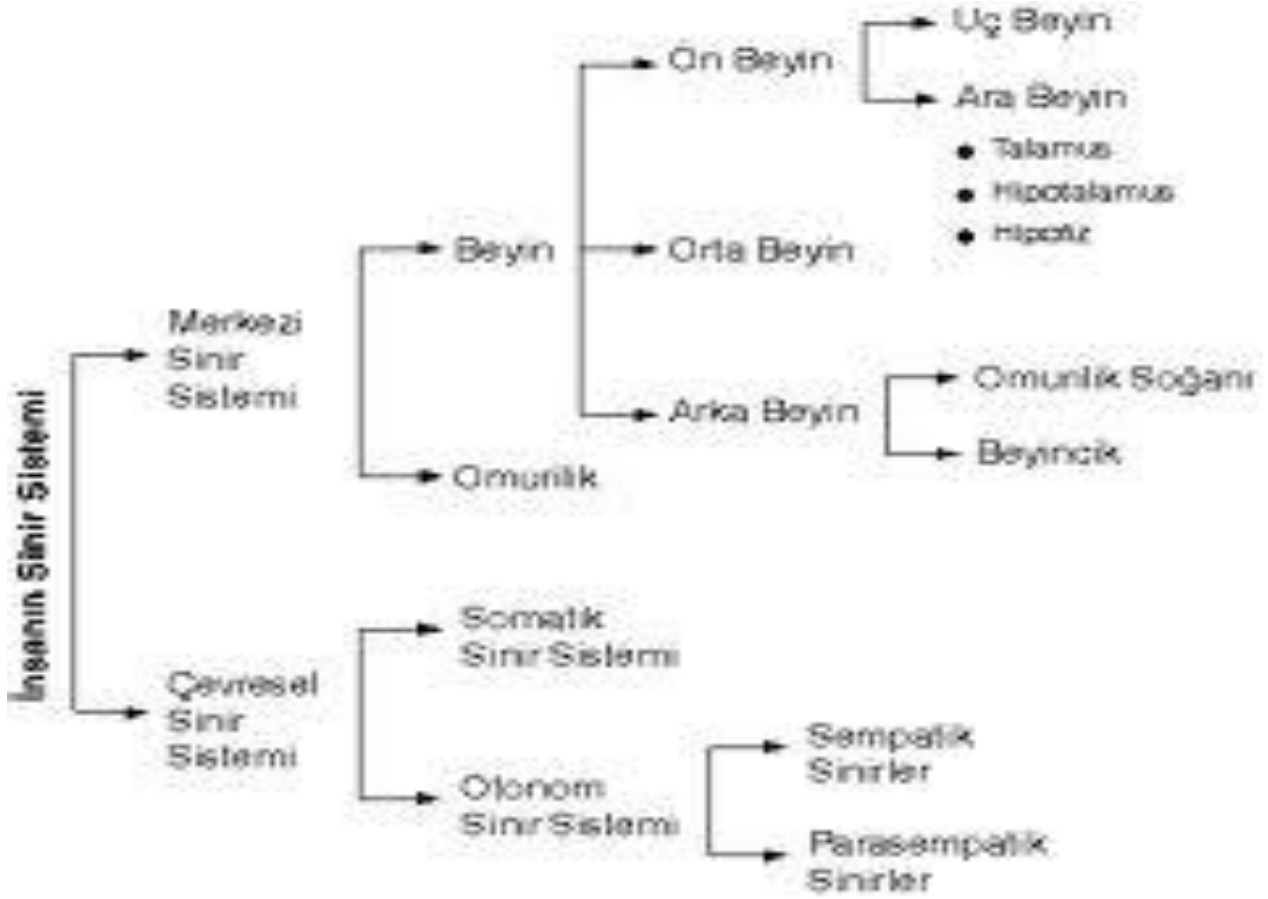 İnsanın Sinir Sistemi
Merkezi
Sinir
Sistemi
Beyin
Ön Beyin
Uç Beyin
Ara Beyin
• Talamus
• Hipotalamus
• Hipofiz
Orta Beyin
Arka Beyin
Omurilik Soğanı
Beyincik
Omurilik
Çevresel
Sinir
Sistemi
Somatik
Sinir Sistemi
Otonom
Sinir Sistemi
Sempatik
Sinirler
Parasempatik
Sinirler